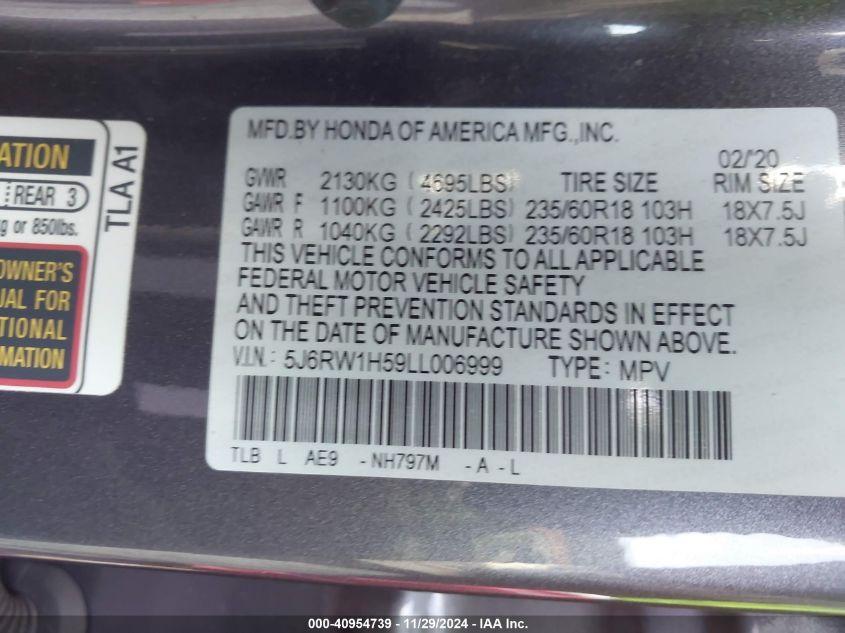 ATION
REAR 3
g or 850lbs.
OWNER'S
UAL FOR
TIONAL
RMATION
TLA A1
MFD.BY HONDA OF AMERICA MFG.,INC.
02/'20
GVWR 2130KG ( 4695LBS) TIRE SIZE RIM SIZE
GAWR F 1100KG ( 2425LBS) 235/60R18 103H 18X7.5J
GAWR R 1040KG ( 2292LBS) 235/60R18 103H 18X7.5J
THIS VEHICLE CONFORMS TO ALL APPLICABLE
FEDERAL MOTOR VEHICLE SAFETY
AND THEFT PREVENTION STANDARDS IN EFFECT
ON THE DATE OF MANUFACTURE SHOWN ABOVE.
V.I.N.: 5J6RW1H59LL006999 TYPE: MPV
TLB L AE9 -NH797M -A-L
000-40954739 - 11/29/2024 - IAA Inc.